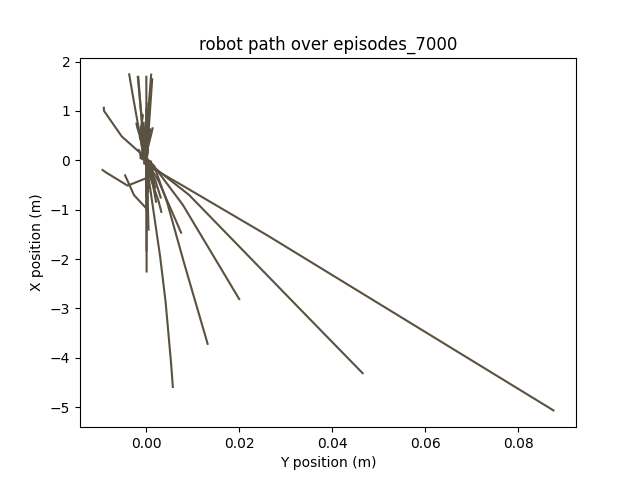 robot path over episodes_7000
2
1
0
−1
−2
−3
−4
−5
X position (m)
0.00 0.02 0.04 0.06 0.08
Y position (m)